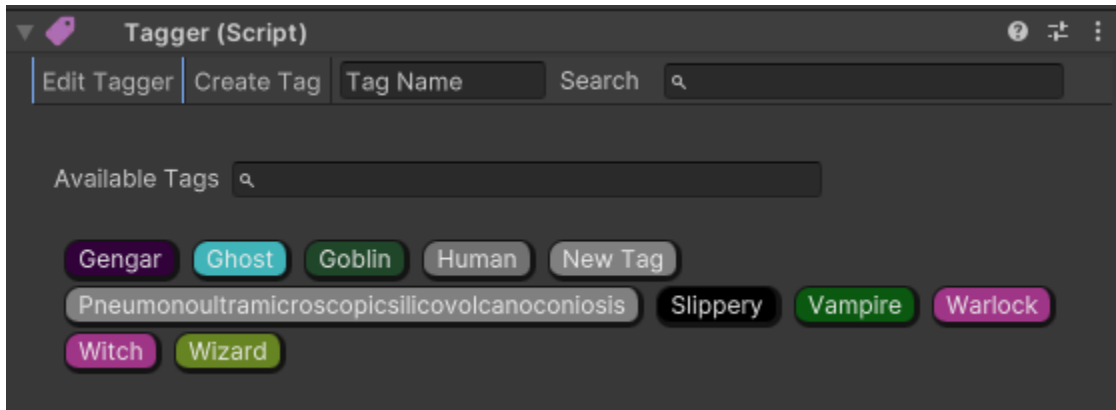 Tagger (Script)
Edit Tagger Create Tag Tag Name Search
Available Tags
Gengar Ghost Goblin Human New Tag
Pneumonoultramicroscopicsilicovolcanoconiosis Slippery Vampire Warlock
Witch Wizard